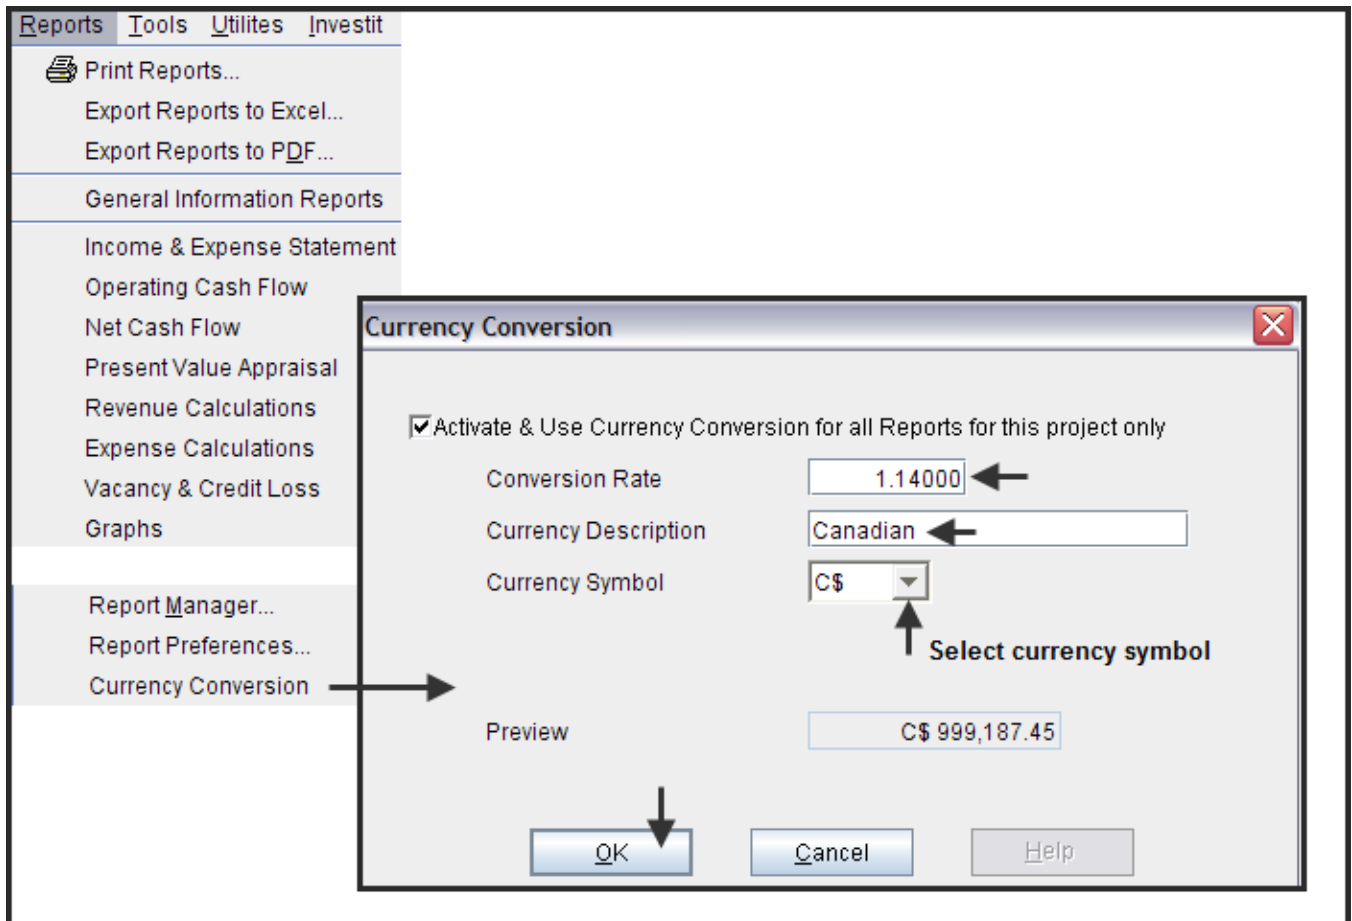 Reports Tools Utilites Investit
Print Reports...
Export Reports to Excel...
Export Reports to PDF...
General Information Reports
Income & Expense Statement
Operating Cash Flow
Net Cash Flow
Present Value Appraisal
Revenue Calculations
Expense Calculations
Vacancy & Credit Loss
Graphs
Report Manager...
Report Preferences...
Currency Conversion
Currency Conversion
Activate & Use Currency Conversion for all Reports for this project only
Conversion Rate 1.14000
Currency Description Canadian
Currency Symbol C$
Select currency symbol
Preview C$ 999,187.45
OK Cancel Help